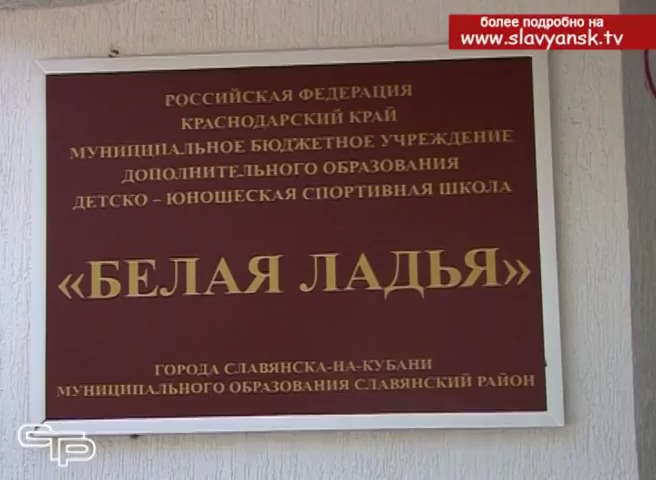 более подробно на
www.slavyansk.tv
РОССИЙСКАЯ ФЕДЕРАЦИЯ
КРАСНОДАРСКИЙ КРАЙ
МУНИЦИПАЛЬНОЕ БЮДЖЕТНОЕ УЧРЕЖДЕНИЕ
ДОПОЛНИТЕЛЬНОГО ОБРАЗОВАНИЯ
ДЕТСКО – ЮНОШЕСКАЯ СПОРТИВНАЯ ШКОЛА
«БЕЛАЯ ЛАДЬЯ»
ГОРОДА СЛАВЯНСКА-НА-КУБАНИ
МУНИЦИПАЛЬНОГО ОБРАЗОВАНИЯ СЛАВЯНСКИЙ РАЙОН
СТР